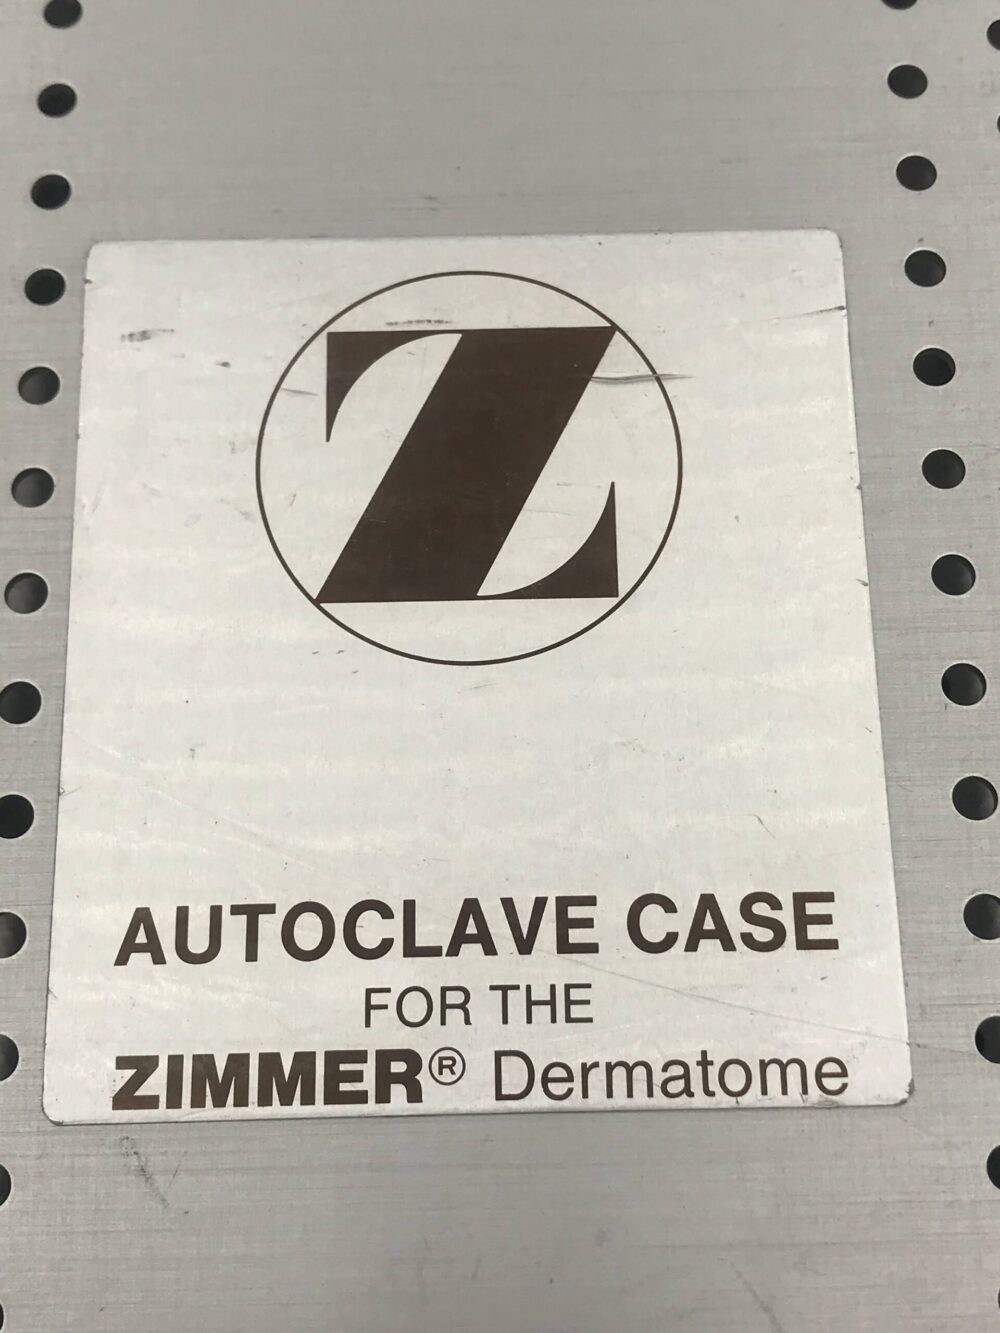 Z
AUTOCLAVE CASE
FOR THE
ZIMMER® Dermatome